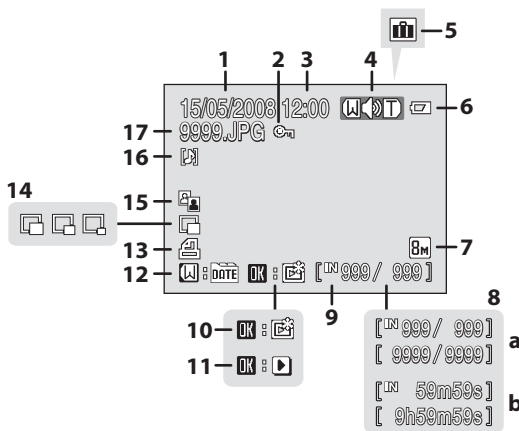 5
1 2 3 4
15/05/2008 12:00 W T
6
17 9999.JPG
16
14
15
13
8M 7
12 W : DATE OK : [IN 999 / 999]
8
9
10 OK :
11 OK :
[IN 999 / 999] a
[ 9999 / 9999]
[IN 59m59s] b
[ 9h59m59s]